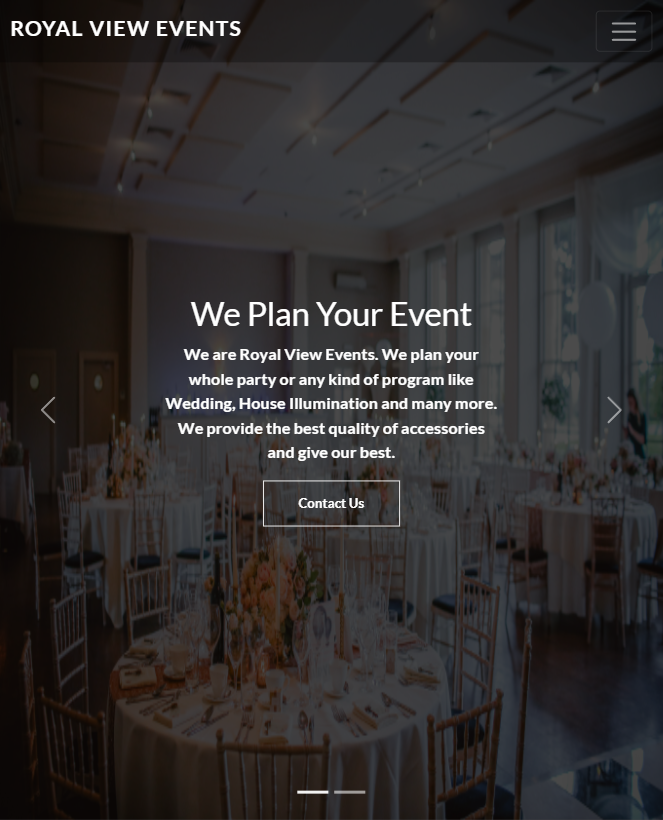 ROYAL VIEW EVENTS
We Plan Your Event
We are Royal View Events. We plan your
whole party or any kind of program like
Wedding, House Illumination and many more.
We provide the best quality of accessories
and give our best.
Contact Us